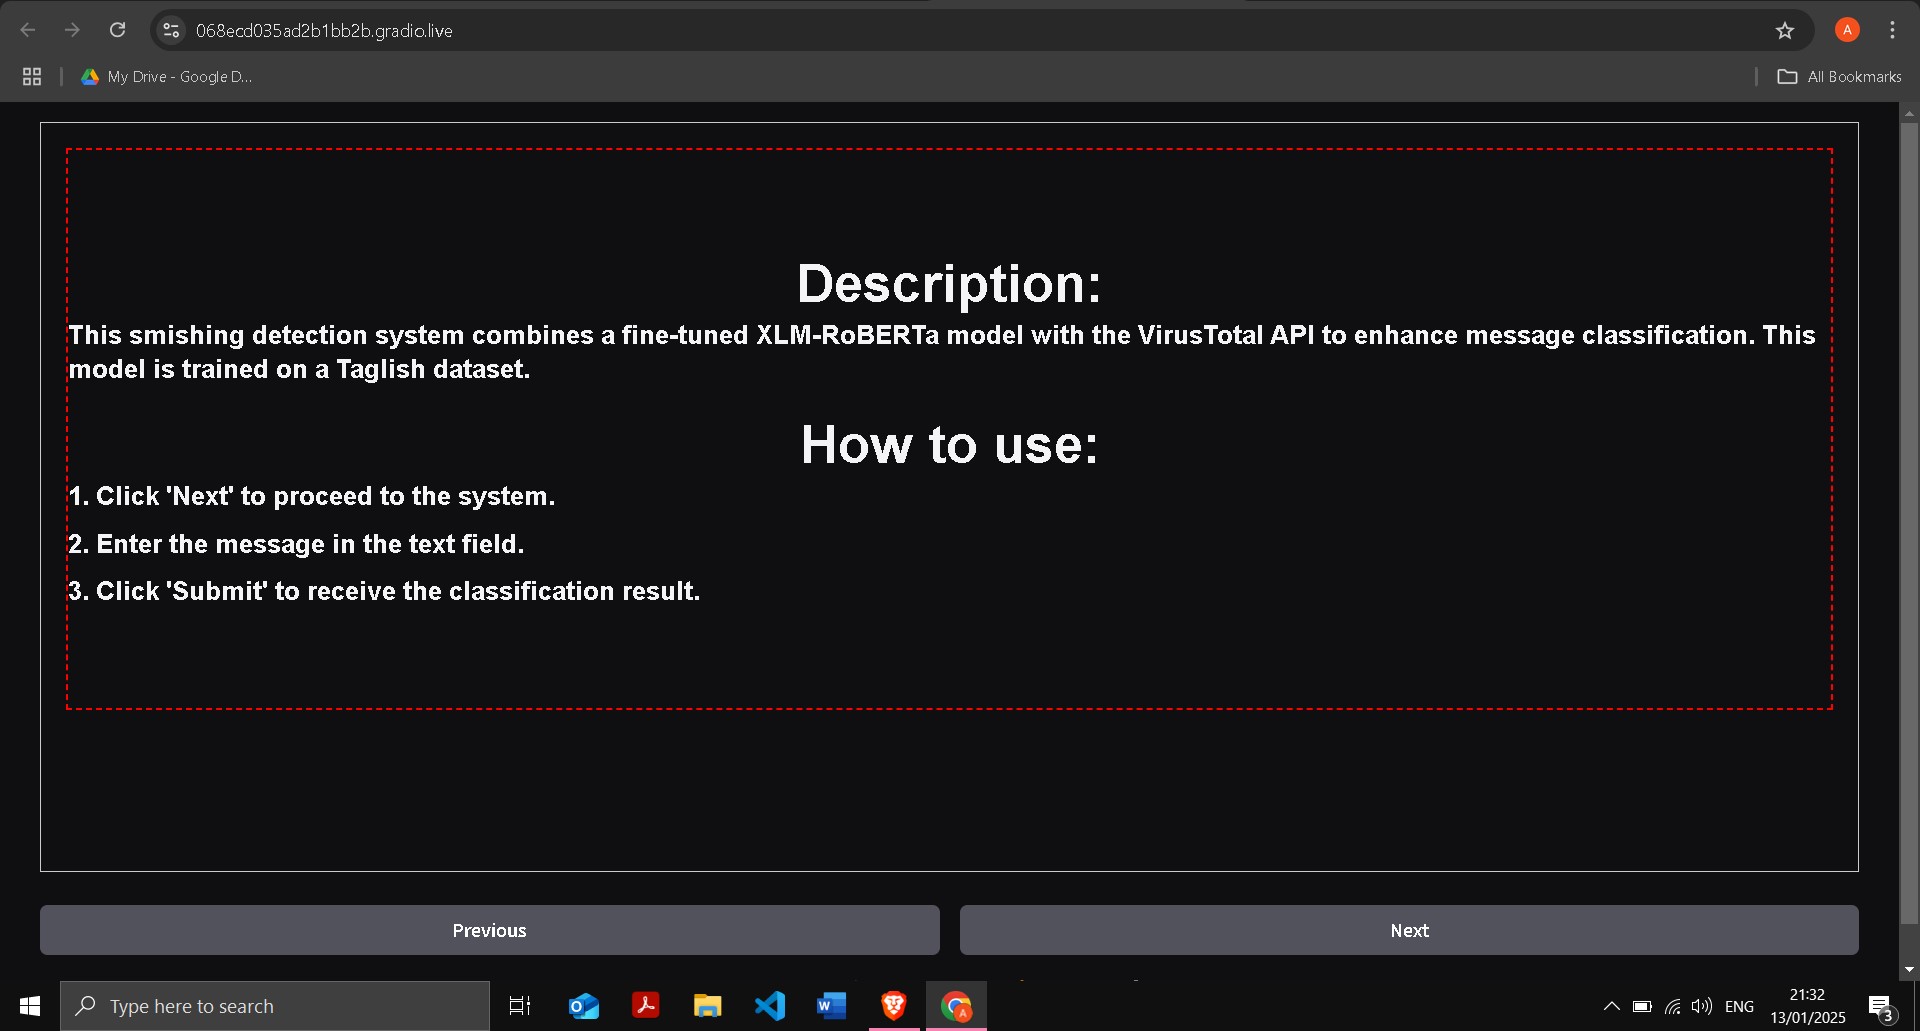 068ecd035ad2b1bb2b.gradio.live
A
My Drive - Google D...
All Bookmarks
Description:
This smishing detection system combines a fine-tuned XLM-RoBERTa model with the VirusTotal API to enhance message classification. This
model is trained on a Taglish dataset.
How to use:
1. Click 'Next' to proceed to the system.
2. Enter the message in the text field.
3. Click 'Submit' to receive the classification result.
Previous
Next
Type here to search
ENG
21:32
13/01/2025
3